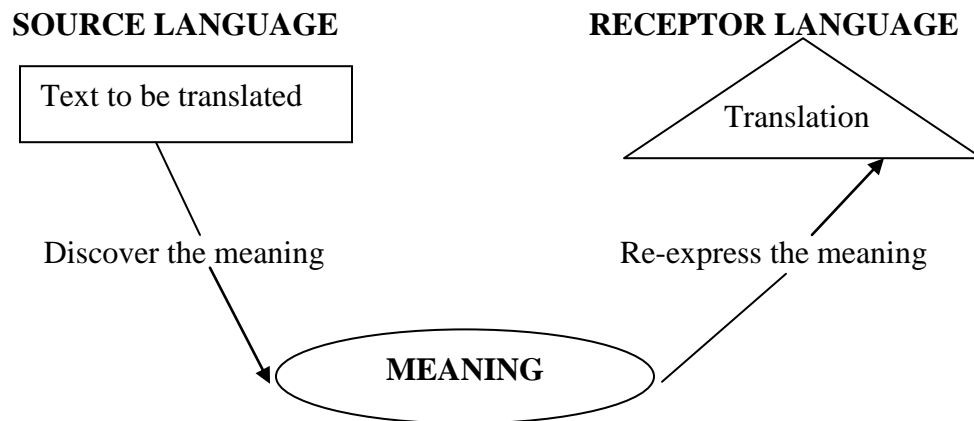 SOURCE LANGUAGE
RECEPTOR LANGUAGE
Text to be translated
Translation
Discover the meaning
Re-express the meaning
MEANING